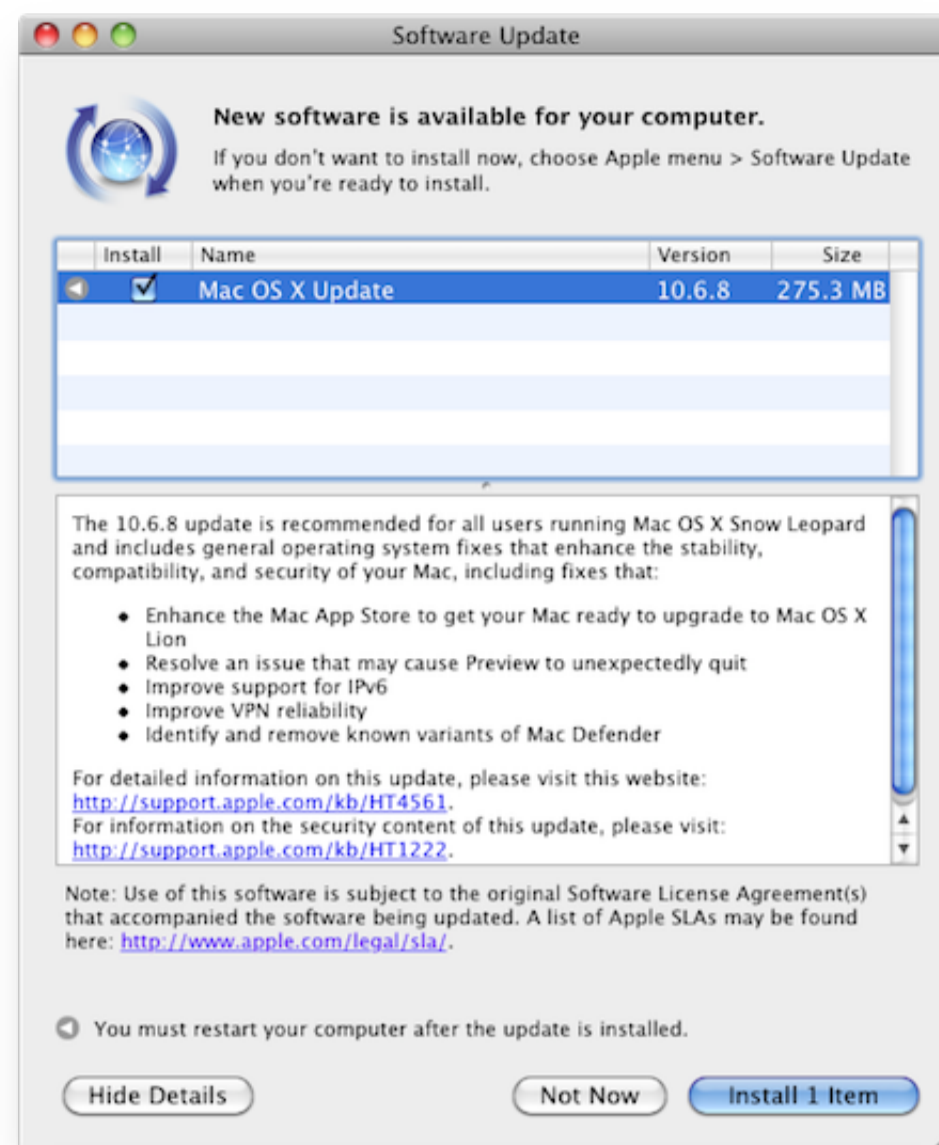 Software Update
New software is available for your computer.
If you don't want to install now, choose Apple menu > Software Update
when you're ready to install.
Install Name Version Size
Mac OS X Update 10.6.8 275.3 MB
The 10.6.8 update is recommended for all users running Mac OS X Snow Leopard
and includes general operating system fixes that enhance the stability,
compatibility, and security of your Mac, including fixes that:
• Enhance the Mac App Store to get your Mac ready to upgrade to Mac OS X
Lion
• Resolve an issue that may cause Preview to unexpectedly quit
• Improve support for IPv6
• Improve VPN reliability
• Identify and remove known variants of Mac Defender
For detailed information on this update, please visit this website:
http://support.apple.com/kb/HT4561.
For information on the security content of this update, please visit:
http://support.apple.com/kb/HT1222.
Note: Use of this software is subject to the original Software License Agreement(s)
that accompanied the software being updated. A list of Apple SLAs may be found
here: http://www.apple.com/legal/sla/.
You must restart your computer after the update is installed.
Hide Details Not Now Install 1 Item